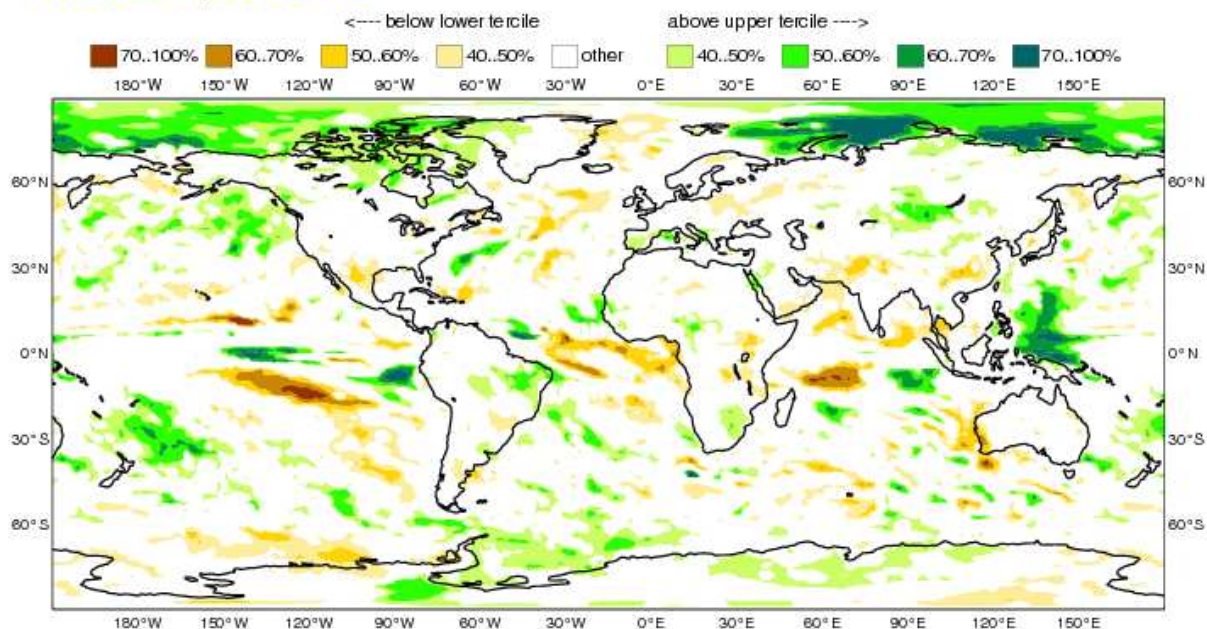 <---- below lower tercile above upper tercile ---->
70..100% 60..70% 50..60% 40..50% other 40..50% 50..60% 60..70% 70..100%
180°W 150°W 120°W 90°W 60°W 30°W 0°E 30°E 60°E 90°E 120°E 150°E
60°N 60°N
30°N 30°N
0°N 0°N
30°S 30°S
60°S 60°S
180°W 150°W 120°W 90°W 60°W 30°W 0°E 30°E 60°E 90°E 120°E 150°E